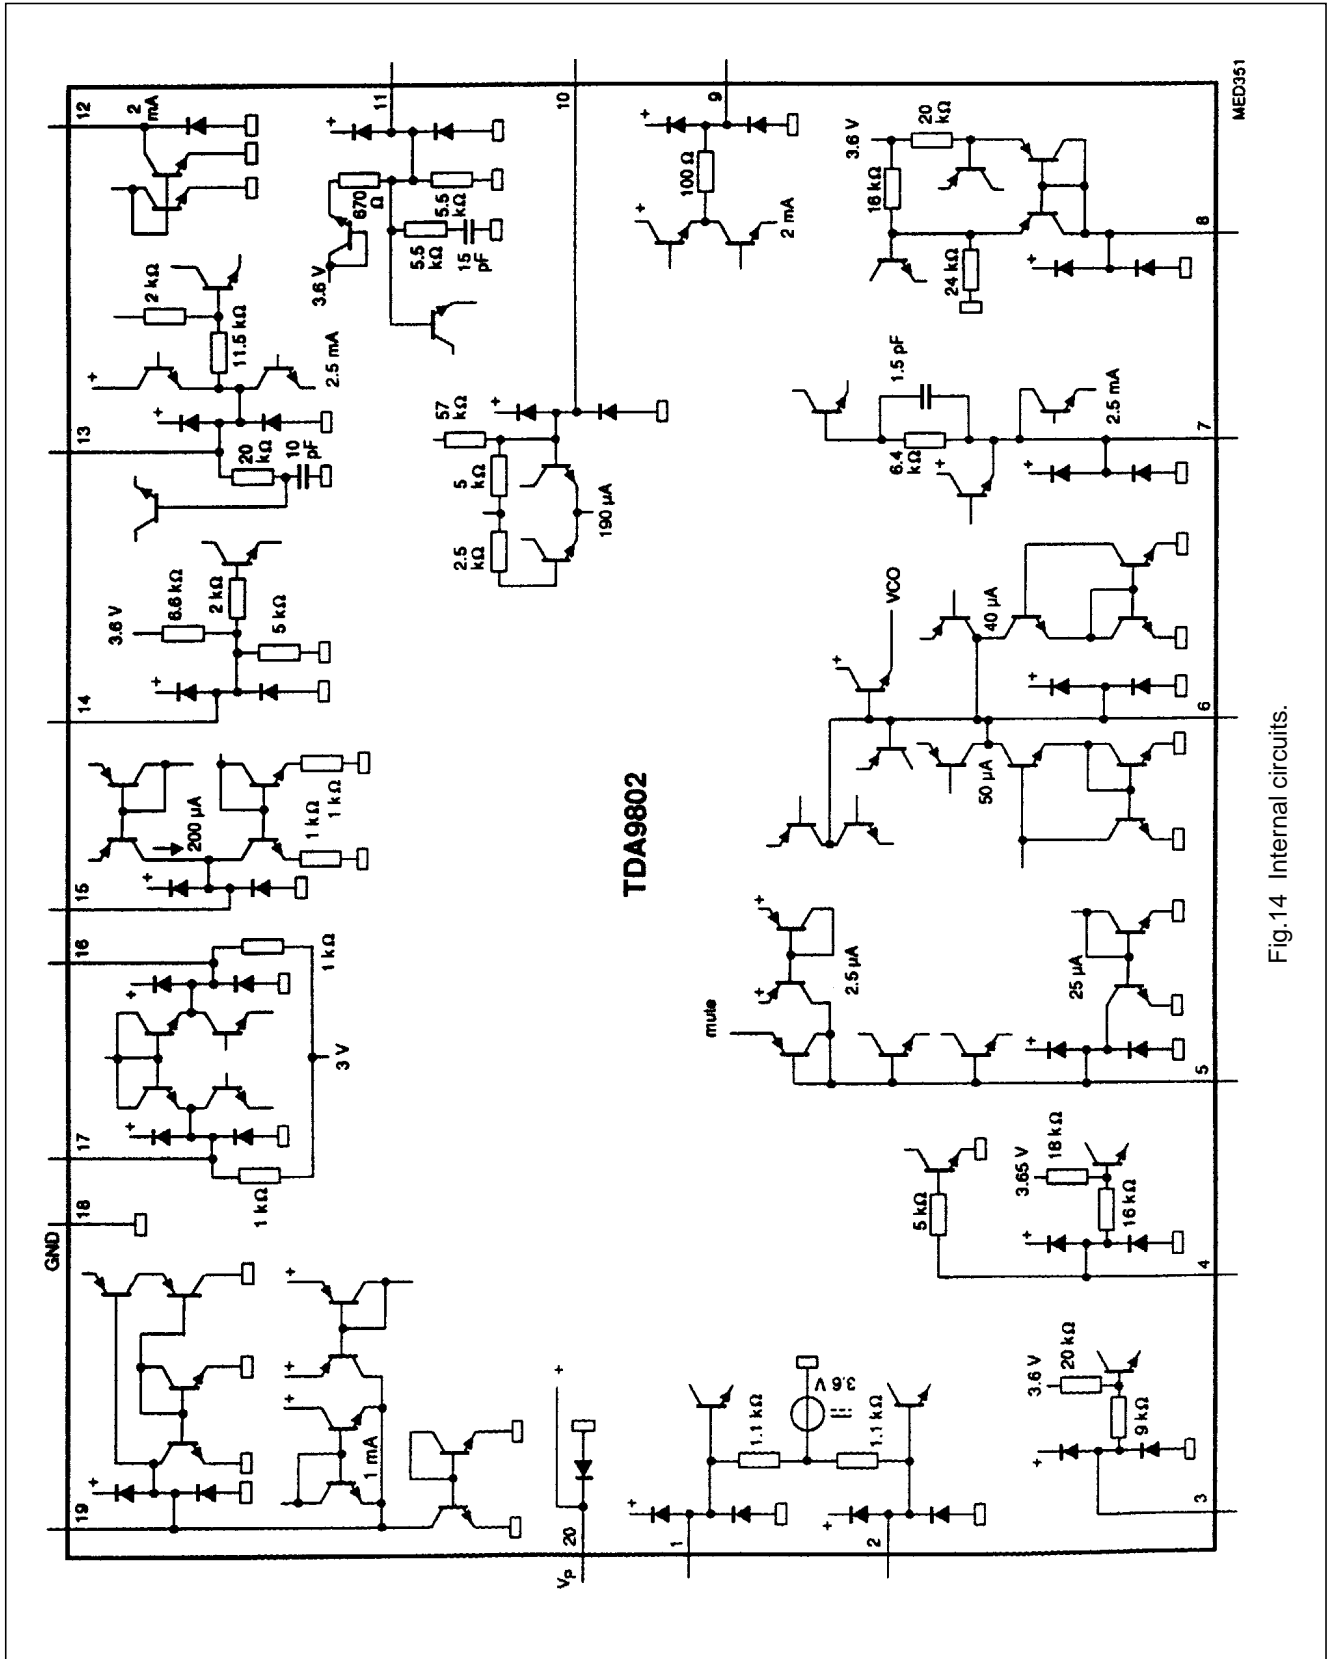 12
2
mA
11
10
9
MED351
3.6 V
670
Ω
5.5
kΩ
5.5
kΩ
15
pF
100 Ω
2 mA
3.6 V
20
kΩ
16 kΩ
24 kΩ
8
2 kΩ
11.5 kΩ
2.5 mA
13
20
kΩ
10
pF
57
kΩ
5
kΩ
2.5
kΩ
190 µA
1.5 pF
6.4
kΩ
2.5 mA
7
3.6 V
6.6 kΩ
2 kΩ
5 kΩ
14
VCO
40 µA
50 µA
6
200 µA
1 kΩ
1 kΩ
15
TDA9802
mute
2.5 µA
25 µA
5
16
1 kΩ
3 V
17
1 kΩ
18
GND
5 kΩ
3.65 V
18 kΩ
16 kΩ
4
1 mA
19
VP
20
1.1 kΩ
3.6 V
1.1 kΩ
1
2
3.6 V
20 kΩ
9 kΩ
3
Fig.14 Internal circuits.